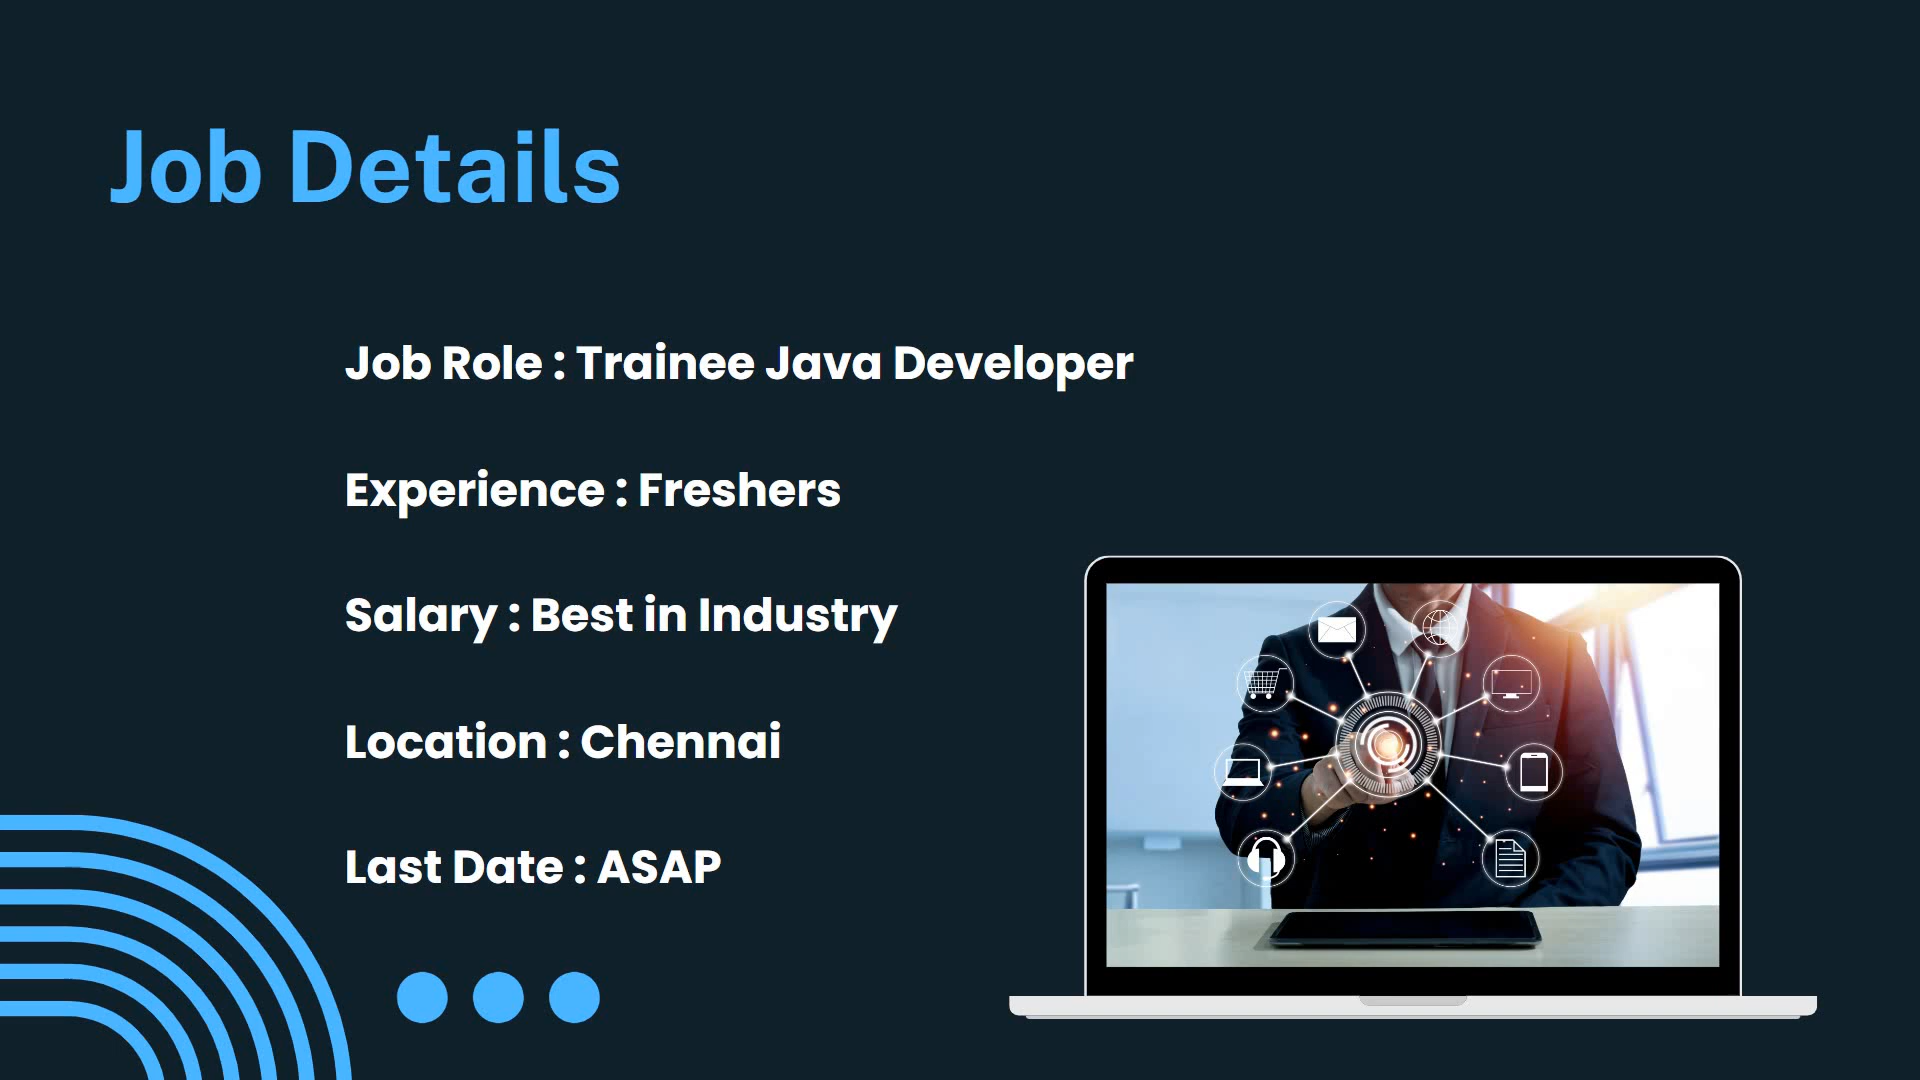 Job Details
Job Role : Trainee Java Developer
Experience : Freshers
Salary : Best in Industry
Location : Chennai
Last Date : ASAP